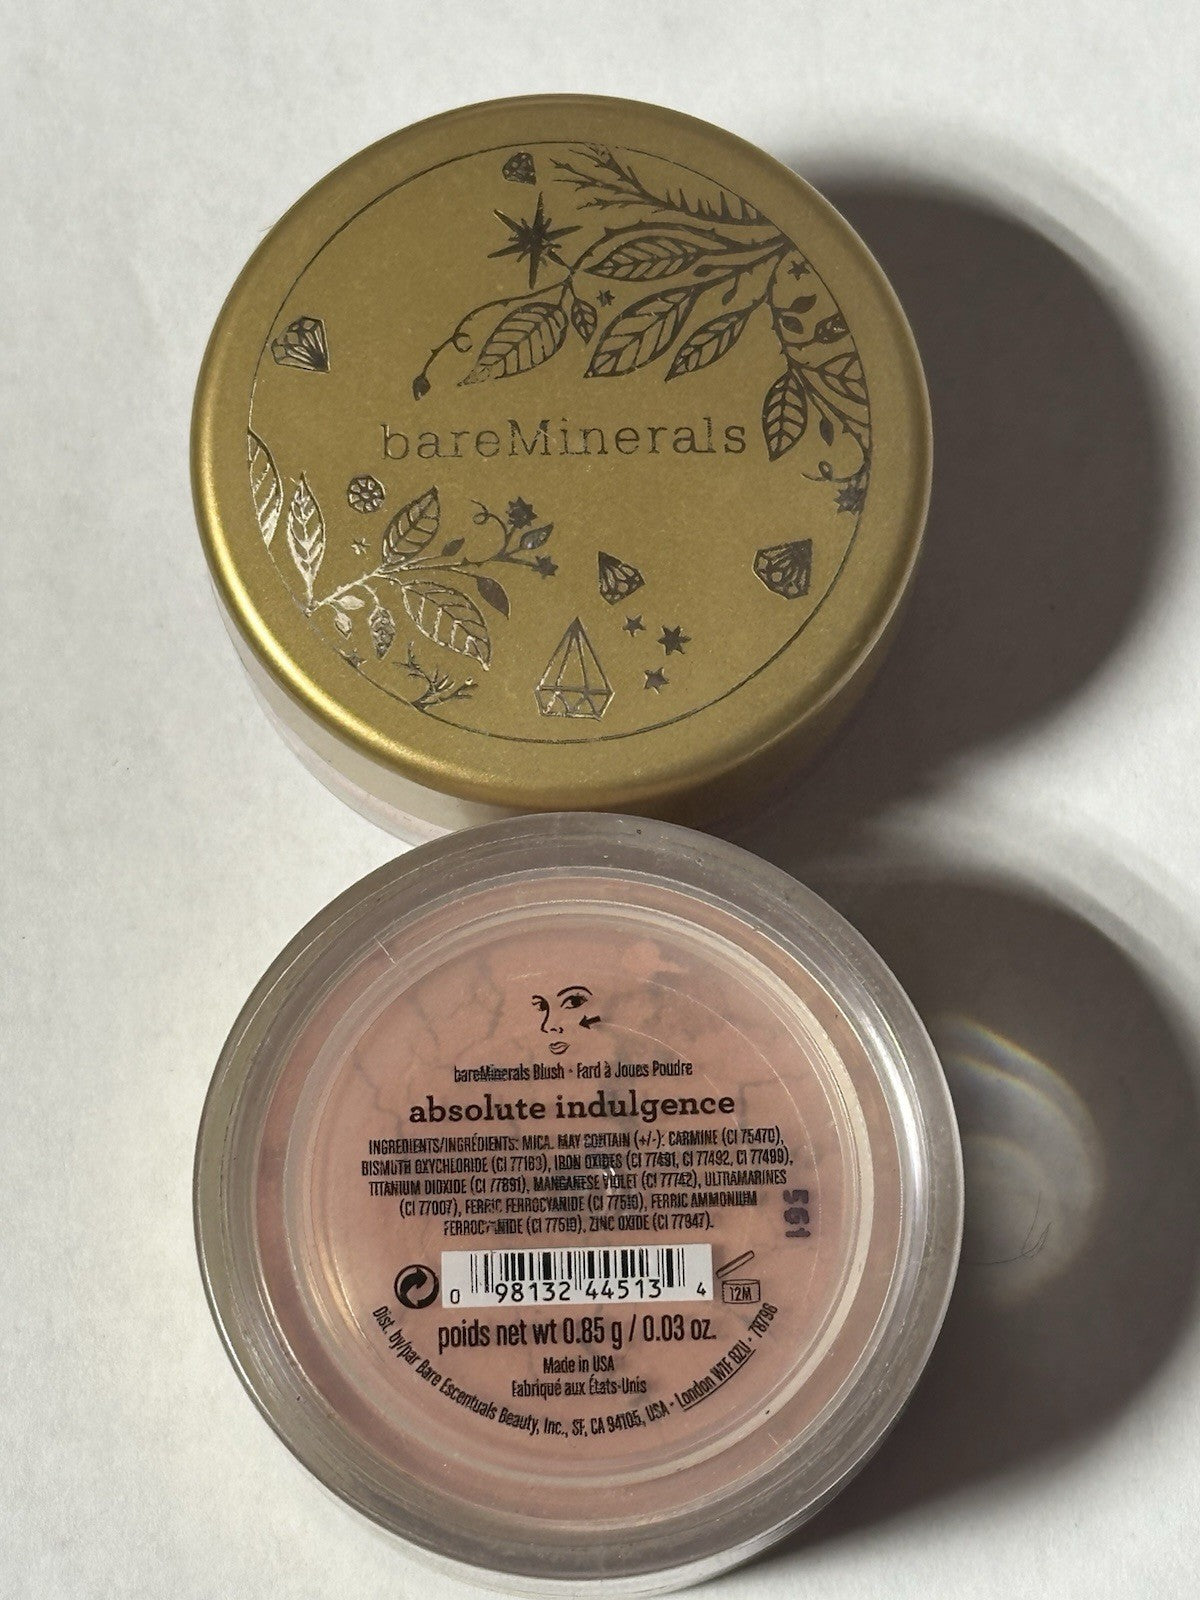 bareMinerals
bareMinerals Blush - Fard à Joues Poudre
absolute indulgence
INGREDIENTS/INGRÉDIENTS: MICA. MAY CONTAIN (+/-): CARMINE (CI 75470),
BISMUTH OXYCHLORIDE (CI 77163), IRON OXIDES (CI 77491, CI 77492, CI 77499),
TITANIUM DIOXIDE (CI 77891), MANGANESE VIOLET (CI 77742), ULTRAMARINES
(CI 77007), FERRIC FERROCYANIDE (CI 77510), FERRIC AMMONIUM
FERROCYANIDE (CI 77510), ZINC OXIDE (CI 77947).
561
0 98132 44513 4
12M
poids net wt 0.85 g / 0.03 oz.
Made in USA
Fabriqué aux États-Unis
Dist. by/par Bare Escentuals Beauty, Inc., SF, CA 94105, USA - London W1F 9ZU - 78796